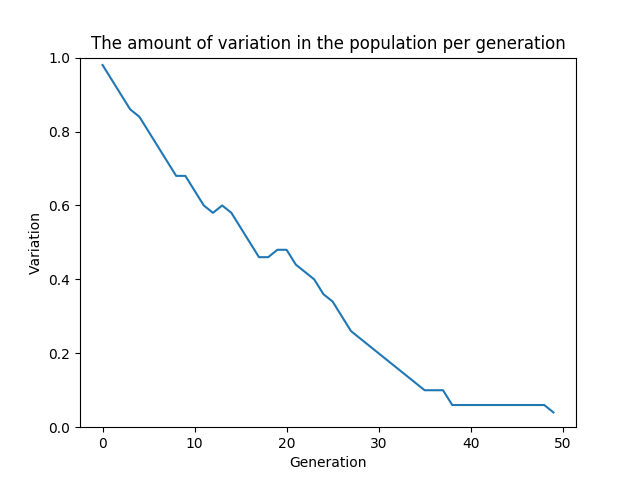 The amount of variation in the population per generation
1.0
0.8
0.6
0.4
0.2
0.0
Variation
0 10 20 30 40 50
Generation